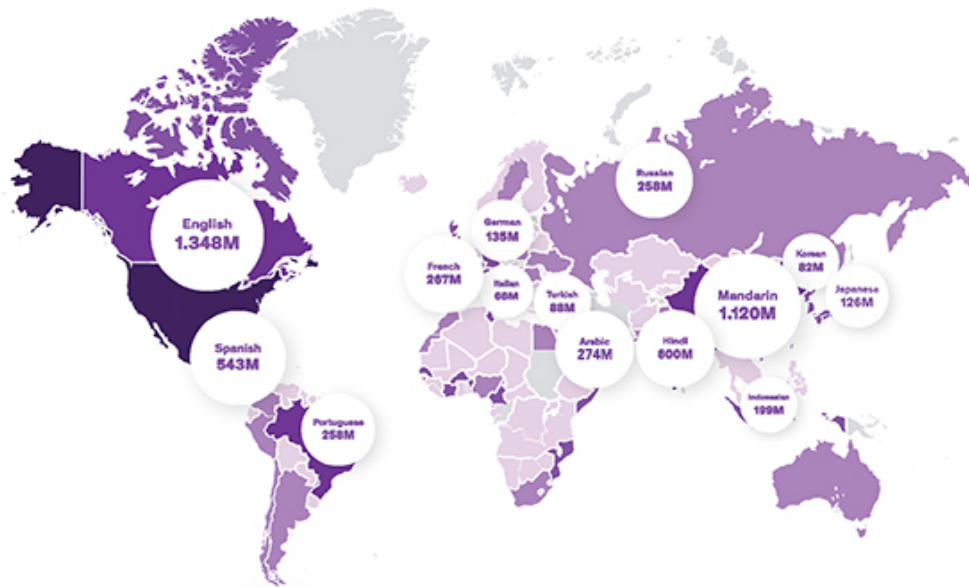 English
1.348M
Spanish
543M
Portuguese
258M
Russian
258M
German
135M
French
267M
Italian
68M
Turkish
88M
Arabic
274M
Hindi
600M
Mandarin
1.120M
Korean
82M
Japanese
126M
Indonesian
199M